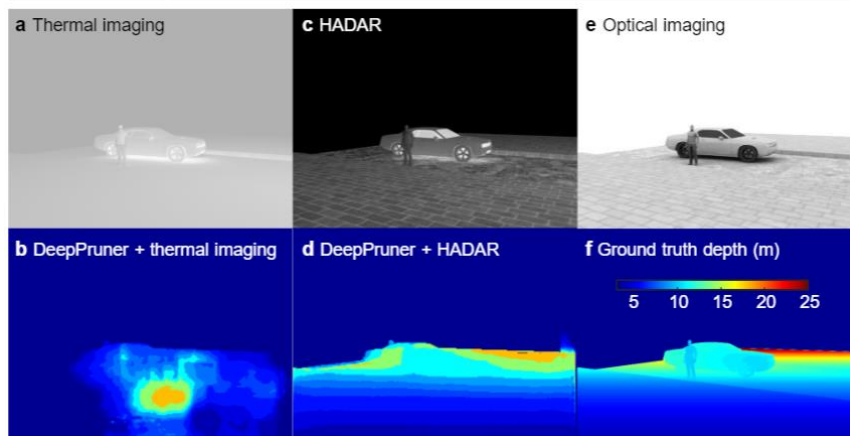 a Thermal imaging
c HADAR
e Optical imaging
b DeepPruner + thermal imaging
d DeepPruner + HADAR
f Ground truth depth (m)
5 10 15 20 25